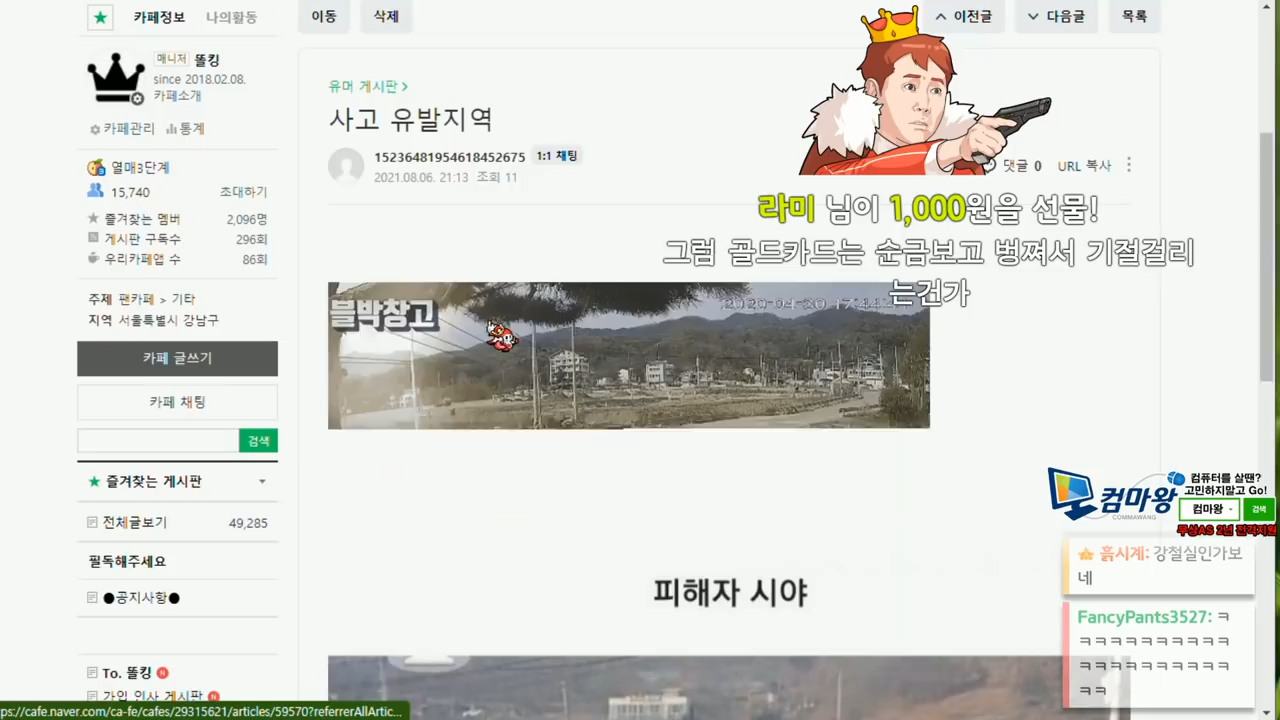 카페정보 나의활동
이동 삭제 이전글 다음글 목록
매니저 똘킹
since 2018.02.08.
카페소개
카페관리 통계
열매3단계
15,740 초대하기
즐겨찾는 멤버 2,096명
게시판 구독수 296회
우리카페앱 수 86회
주제 팬카페 > 기타
지역 서울특별시 강남구
카페 글쓰기
카페 채팅
검색
즐겨찾는 게시판
전체글보기 49,285
필독해주세요
●공지사항●
To. 똘킹 N
가입 인사 게시판 N
ps://cafe.naver.com/ca-fe/cafes/29315621/articles/59570?referrerAllArtic...
유머 게시판 >
사고 유발지역
15236481954618452675 1:1 채팅
2021.08.06. 21:13 조회 11
댓글 0 URL 복사
라미 님이 1,000원을 선물!
그럼 골드카드는 순금보고 벙쪄서 기절걸리
는건가
블박창고
피해자 시야
컴마왕
COMMAWANG
컴퓨터를 살땐?
고민하지말고 Go!
컴마왕 검색
무상AS 2년 전격지원
흙시계: 강철실인가보
네
FancyPants3527: ㅋ
ㅋㅋㅋㅋㅋㅋㅋㅋㅋㅋ
ㅋㅋㅋㅋㅋㅋㅋㅋㅋㅋ
ㅋㅋ